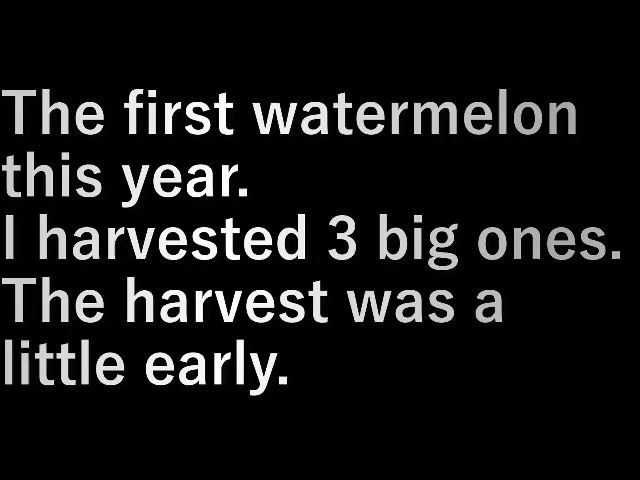 The first watermelon
this year.
I harvested 3 big ones.
The harvest was a
little early.